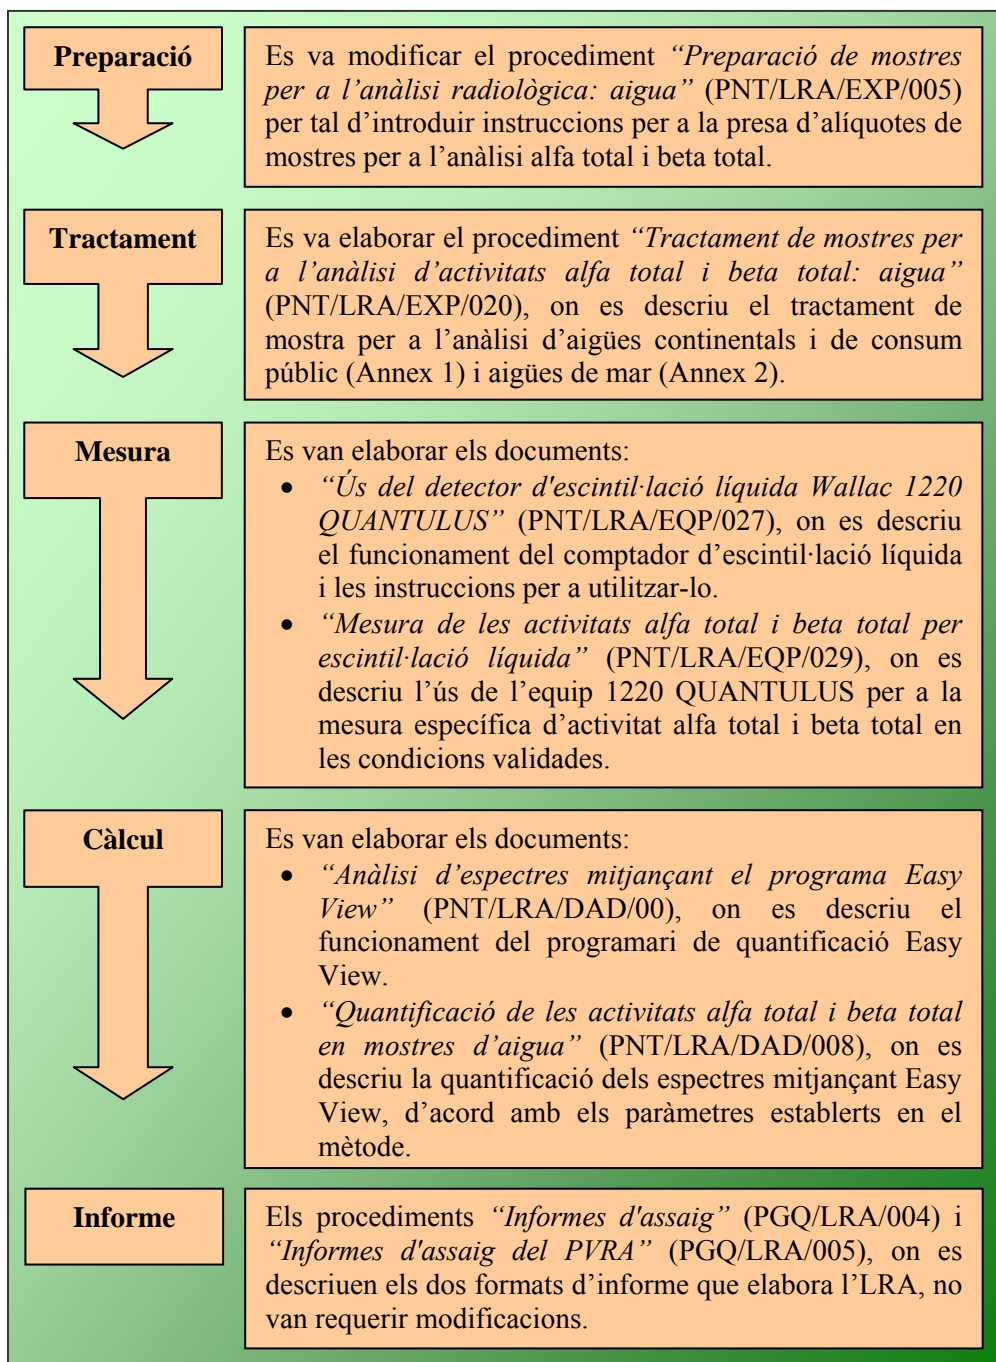 Preparació
Es va modificar el procediment “Preparació de mostres
per a l’anàlisi radiològica: aigua” (PNT/LRA/EXP/005)
per tal d’introduir instruccions per a la presa d’alíquotes de
mostres per a l’anàlisi alfa total i beta total.
Tractament
Es va elaborar el procediment “Tractament de mostres per
a l’anàlisi d’activitats alfa total i beta total: aigua”
(PNT/LRA/EXP/020), on es descriu el tractament de
mostra per a l’anàlisi d’aigües continentals i de consum
públic (Annex 1) i aigües de mar (Annex 2).
Mesura
Es van elaborar els documents:
• “Ús del detector d'escintil·lació líquida Wallac 1220
QUANTULUS” (PNT/LRA/EQP/027), on es descriu
el funcionament del comptador d’escintil·lació líquida
i les instruccions per a utilitzar-lo.
• “Mesura de les activitats alfa total i beta total per
escintil·lació líquida” (PNT/LRA/EQP/029), on es
descriu l’ús de l’equip 1220 QUANTULUS per a la
mesura específica d’activitat alfa total i beta total en
les condicions validades.
Càlcul
Es van elaborar els documents:
• “Anàlisi d’espectres mitjançant el programa Easy
View” (PNT/LRA/DAD/00), on es descriu el
funcionament del programari de quantificació Easy
View.
• “Quantificació de les activitats alfa total i beta total
en mostres d’aigua” (PNT/LRA/DAD/008), on es
descriu la quantificació dels espectres mitjançant Easy
View, d’acord amb els paràmetres establerts en el
mètode.
Informe
Els procediments “Informes d'assaig” (PGQ/LRA/004) i
“Informes d'assaig del PVRA” (PGQ/LRA/005), on es
descriuen els dos formats d’informe que elabora l’LRA, no
van requerir modificacions.